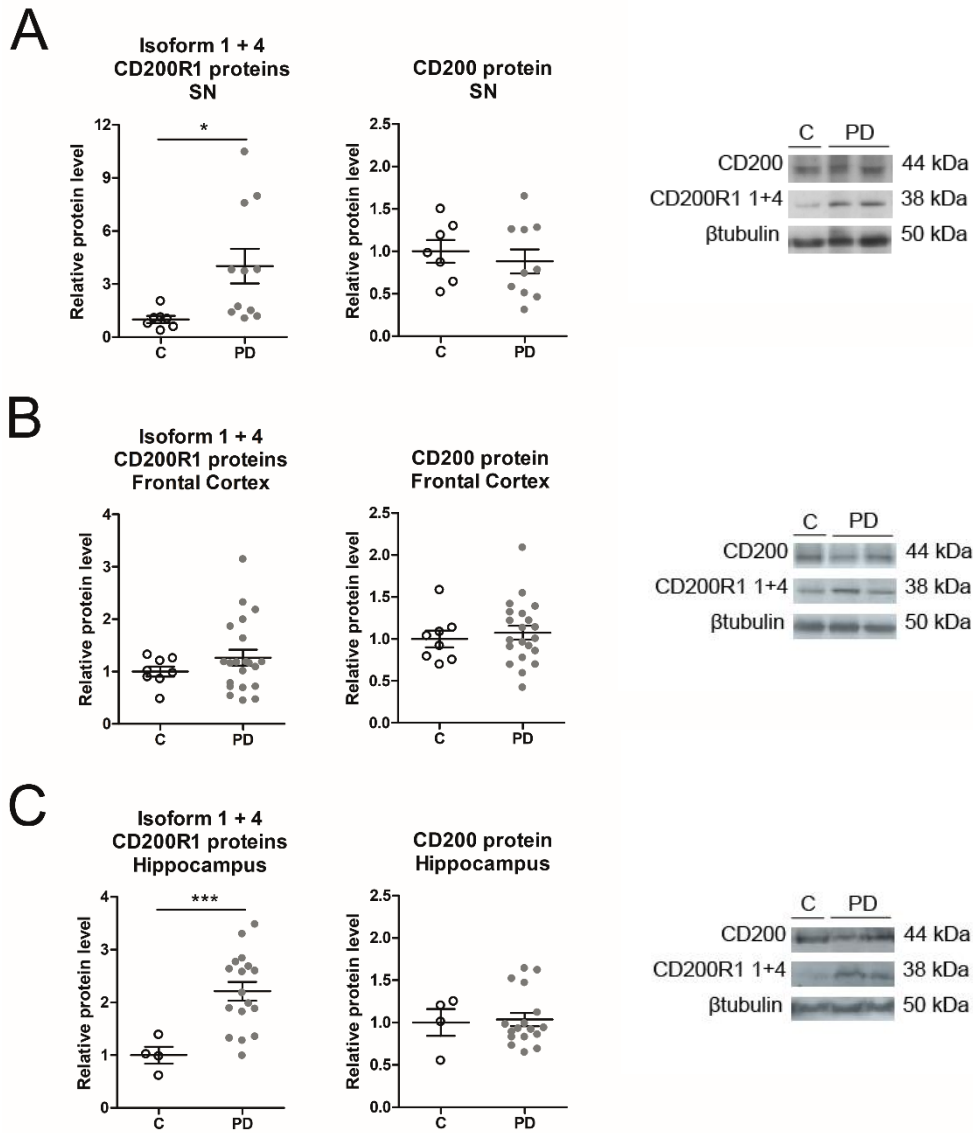 A
Isoform 1 + 4
CD200R1 proteins
SN
Relative protein level
12
9
6
3
0
*
C
PD
CD200 protein
SN
Relative protein level
2.5
2.0
1.5
1.0
0.5
0.0
C
PD
C PD
CD200 44 kDa
CD200R1 1+4 38 kDa
βtubulin 50 kDa
B
Isoform 1 + 4
CD200R1 proteins
Frontal Cortex
Relative protein level
4
3
2
1
0
C
PD
CD200 protein
Frontal Cortex
Relative protein level
2.5
2.0
1.5
1.0
0.5
0.0
C
PD
C PD
CD200 44 kDa
CD200R1 1+4 38 kDa
βtubulin 50 kDa
C
Isoform 1 + 4
CD200R1 proteins
Hippocampus
Relative protein level
4
3
2
1
0
***
C
PD
CD200 protein
Hippocampus
Relative protein level
2.5
2.0
1.5
1.0
0.5
0.0
C
PD
C PD
CD200 44 kDa
CD200R1 1+4 38 kDa
βtubulin 50 kDa